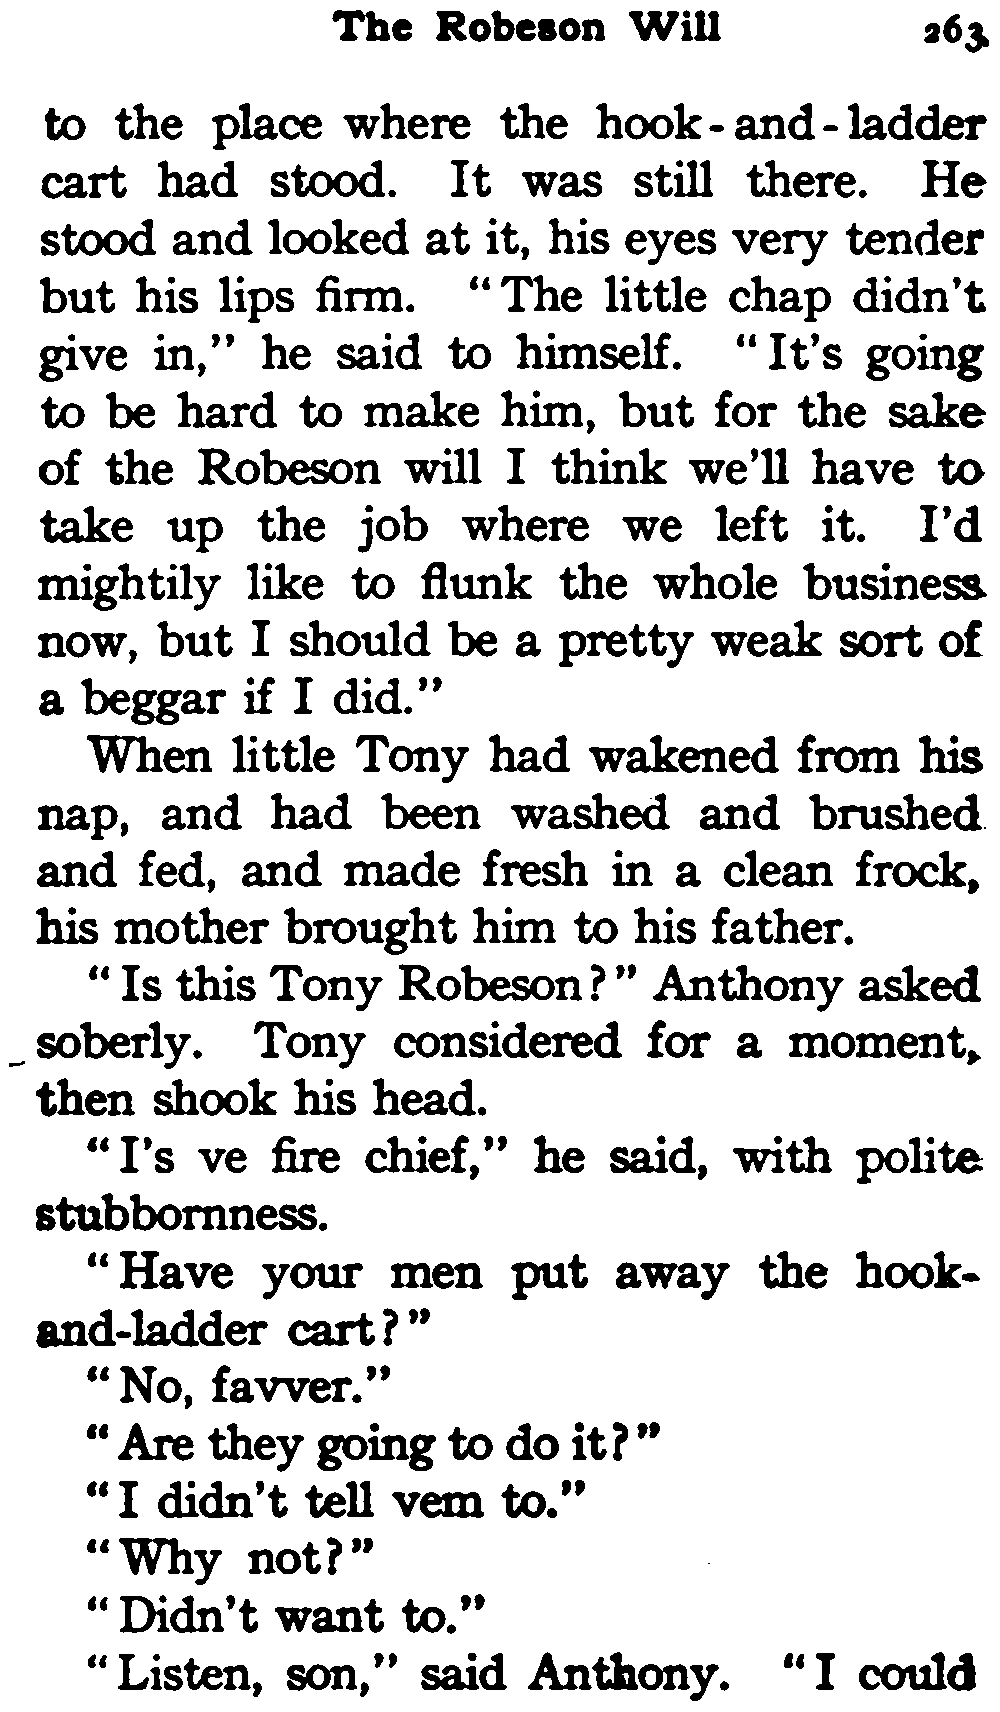 The Robeson Will 263
to the place where the hook-and-ladder
cart had stood. It was still there. He
stood and looked at it, his eyes very tender
but his lips firm. "The little chap didn't
give in," he said to himself. "It's going
to be hard to make him, but for the sake
of the Robeson will I think we'll have to
take up the job where we left it. I'd
mightily like to flunk the whole business
now, but I should be a pretty weak sort of
a beggar if I did."
When little Tony had wakened from his
nap, and had been washed and brushed
and fed, and made fresh in a clean frock,
his mother brought him to his father.
"Is this Tony Robeson?" Anthony asked
soberly. Tony considered for a moment,
then shook his head.
"I's ve fire chief," he said, with polite
stubbornness.
"Have your men put away the hook-
and-ladder cart?"
"No, favver."
"Are they going to do it?"
"I didn't tell vem to."
"Why not?"
"Didn't want to."
"Listen, son," said Anthony. "I could